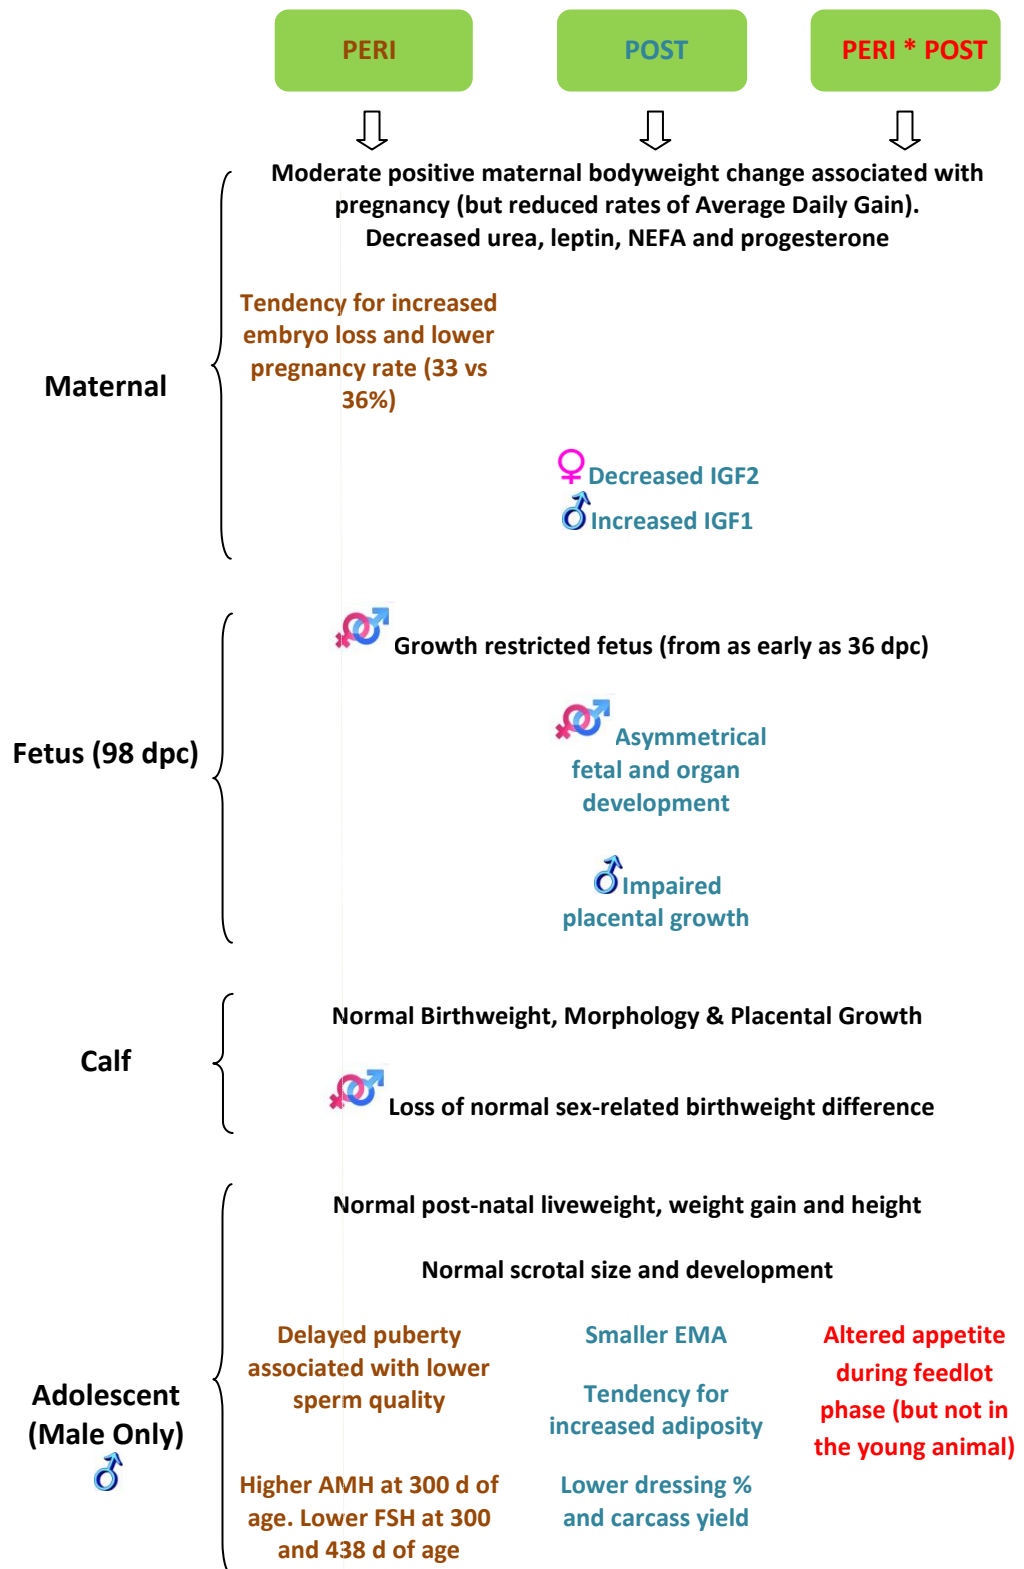 PERI
POST
PERI * POST
Moderate positive maternal bodyweight change associated with
pregnancy (but reduced rates of Average Daily Gain).
Decreased urea, leptin, NEFA and progesterone
Maternal
Tendency for increased
embryo loss and lower
pregnancy rate (33 vs
36%)
♀Decreased IGF2
♂Increased IGF1
Fetus (98 dpc)
Growth restricted fetus (from as early as 36 dpc)
Asymmetrical
fetal and organ
development
♂Impaired
placental growth
Calf
Normal Birthweight, Morphology & Placental Growth
Loss of normal sex-related birthweight difference
Adolescent
(Male Only)
♂
Normal post-natal liveweight, weight gain and height
Normal scrotal size and development
Delayed puberty
associated with lower
sperm quality
Higher AMH at 300 d of
age. Lower FSH at 300
and 438 d of age
Smaller EMA
Tendency for
increased adiposity
Lower dressing %
and carcass yield
Altered appetite
during feedlot
phase (but not in
the young animal)